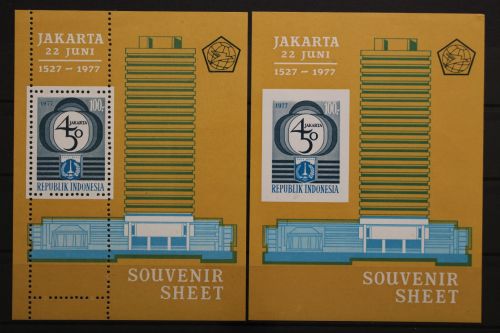 JAKARTA
22 JUNI
1527 - 1977
1977 100,-
JAKARTA
450
REPUBLIK INDONESIA
SOUVENIR
SHEET
JAKARTA
22 JUNI
1527 - 1977
1977 100,-
JAKARTA
450
REPUBLIK INDONESIA
SOUVENIR
SHEET